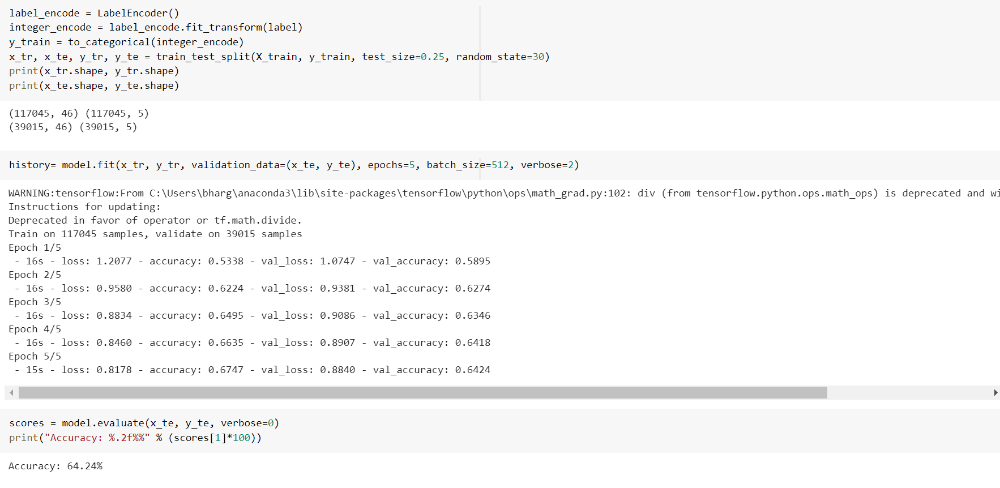 label_encode = LabelEncoder()
integer_encode = label_encode.fit_transform(label)
y_train = to_categorical(integer_encode)
x_tr, x_te, y_tr, y_te = train_test_split(X_train, y_train, test_size=0.25, random_state=30)
print(x_tr.shape, y_tr.shape)
print(x_te.shape, y_te.shape)
(117045, 46) (117045, 5)
(39015, 46) (39015, 5)
history= model.fit(x_tr, y_tr, validation_data=(x_te, y_te), epochs=5, batch_size=512, verbose=2)
WARNING:tensorflow:From C:\Users\bharg\anaconda3\lib\site-packages\tensorflow\python\ops\math_grad.py:102: div (from tensorflow.python.ops.math_ops) is deprecated and wi
Instructions for updating:
Deprecated in favor of operator or tf.math.divide.
Train on 117045 samples, validate on 39015 samples
Epoch 1/5
 - 16s - loss: 1.2077 - accuracy: 0.5338 - val_loss: 1.0747 - val_accuracy: 0.5895
Epoch 2/5
 - 16s - loss: 0.9580 - accuracy: 0.6224 - val_loss: 0.9381 - val_accuracy: 0.6274
Epoch 3/5
 - 16s - loss: 0.8834 - accuracy: 0.6495 - val_loss: 0.9086 - val_accuracy: 0.6346
Epoch 4/5
 - 16s - loss: 0.8460 - accuracy: 0.6635 - val_loss: 0.8907 - val_accuracy: 0.6418
Epoch 5/5
 - 15s - loss: 0.8178 - accuracy: 0.6747 - val_loss: 0.8840 - val_accuracy: 0.6424
scores = model.evaluate(x_te, y_te, verbose=0)
print("Accuracy: %.2f%%" % (scores[1]*100))
Accuracy: 64.24%